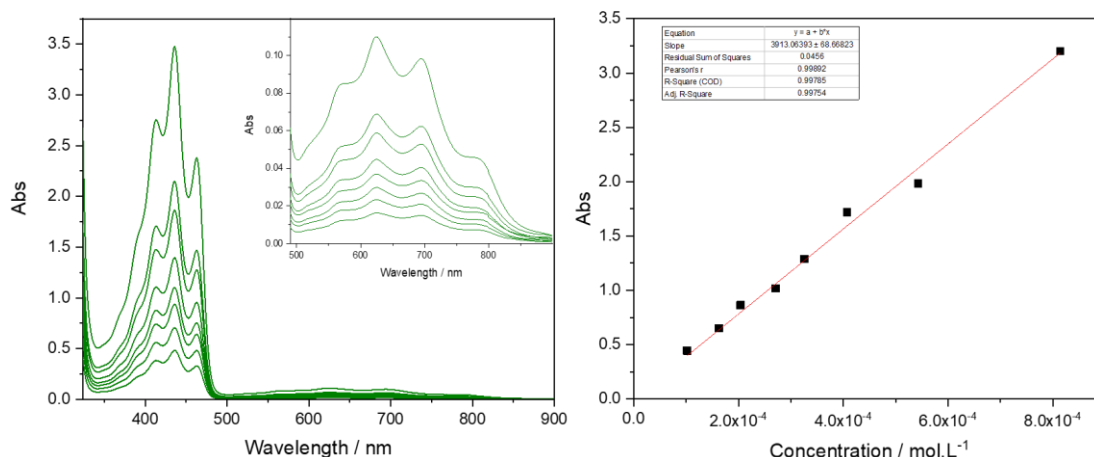 3.5
3.0
2.5
2.0
1.5
1.0
0.5
0.0
Abs
400
500
600
700
800
900
Wavelength / nm
0.10
0.08
0.06
0.04
0.02
0.00
Abs
500
600
700
800
Wavelength / nm
3.5
3.0
2.5
2.0
1.5
1.0
0.5
0.0
Abs
Equation y = a + b*x
Slope 3913.06393 ± 68.66823
Residual Sum of Squares 0.0456
Pearson's r 0.99892
R-Square (COD) 0.99785
Adj. R-Square 0.99754
0.0
2.0x10⁻⁴
4.0x10⁻⁴
6.0x10⁻⁴
8.0x10⁻⁴
Concentration / mol.L⁻¹